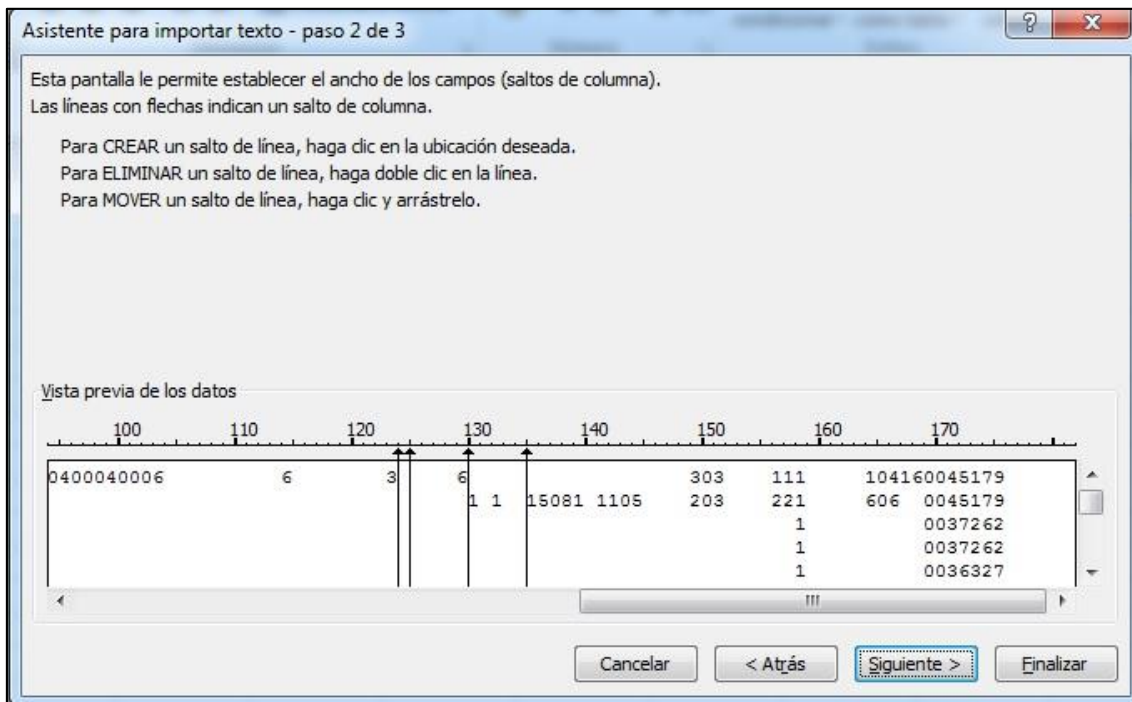 Asistente para importar texto - paso 2 de 3
Esta pantalla le permite establecer el ancho de los campos (saltos de columna).
Las líneas con flechas indican un salto de columna.
Para CREAR un salto de línea, haga clic en la ubicación deseada.
Para ELIMINAR un salto de línea, haga doble clic en la línea.
Para MOVER un salto de línea, haga clic y arrástrelo.
Vista previa de los datos
100 110 120 130 140 150 160 170
0400040006 6 3 6 303 111 104160045179
1 1 15081 1105 203 221 606 0045179
1 0037262
1 0037262
1 0036327
Cancelar < Atrás Siguiente > Finalizar